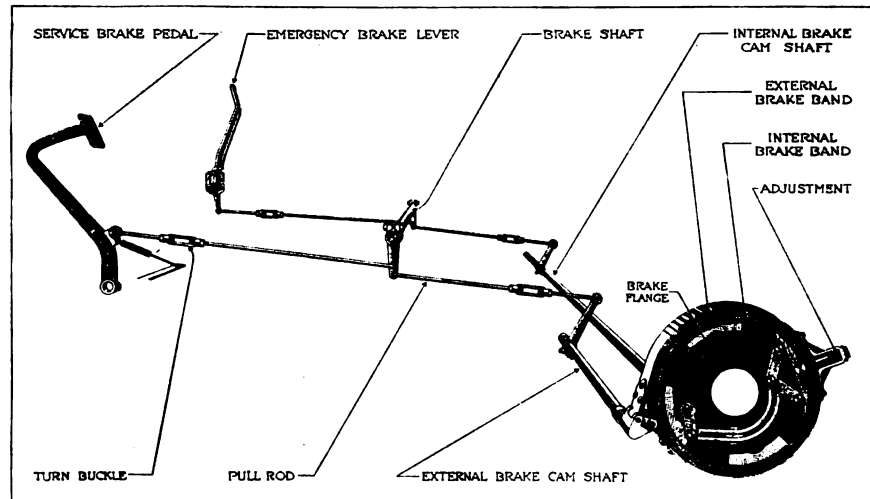 SERVICE BRAKE PEDAL
EMERGENCY BRAKE LEVER
BRAKE SHAFT
INTERNAL BRAKE
CAM SHAFT
EXTERNAL
BRAKE BAND
INTERNAL
BRAKE BAND
ADJUSTMENT
BRAKE
FLANGE
TURN BUCKLE
PULL ROD
EXTERNAL BRAKE CAM SHAFT